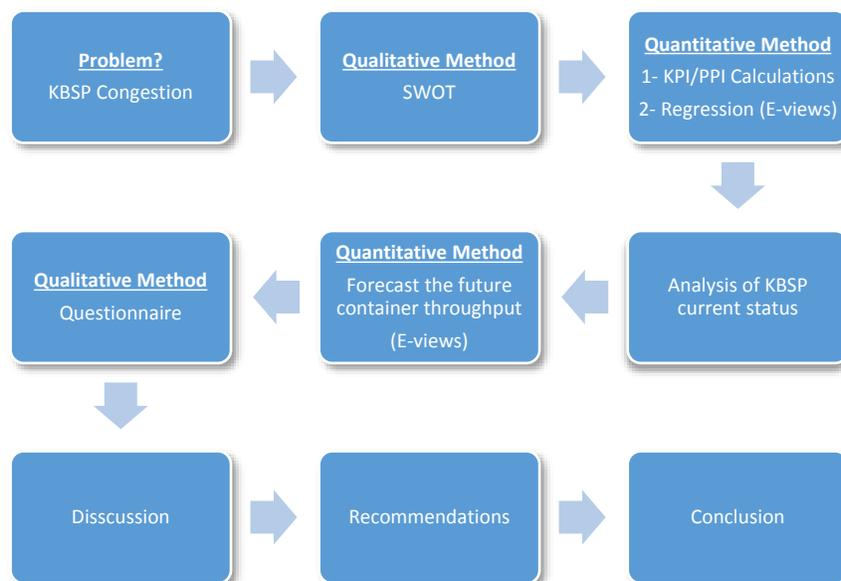 Problem?
KBSP Congestion
Qualitative Method
SWOT
Quantitative Method
1- KPI/PPI Calculations
2- Regression (E-views)
Analysis of KBSP
current status
Quantitative Method
Forecast the future
container throughput
(E-views)
Qualitative Method
Questionnaire
Disscussion
Recommendations
Conclusion